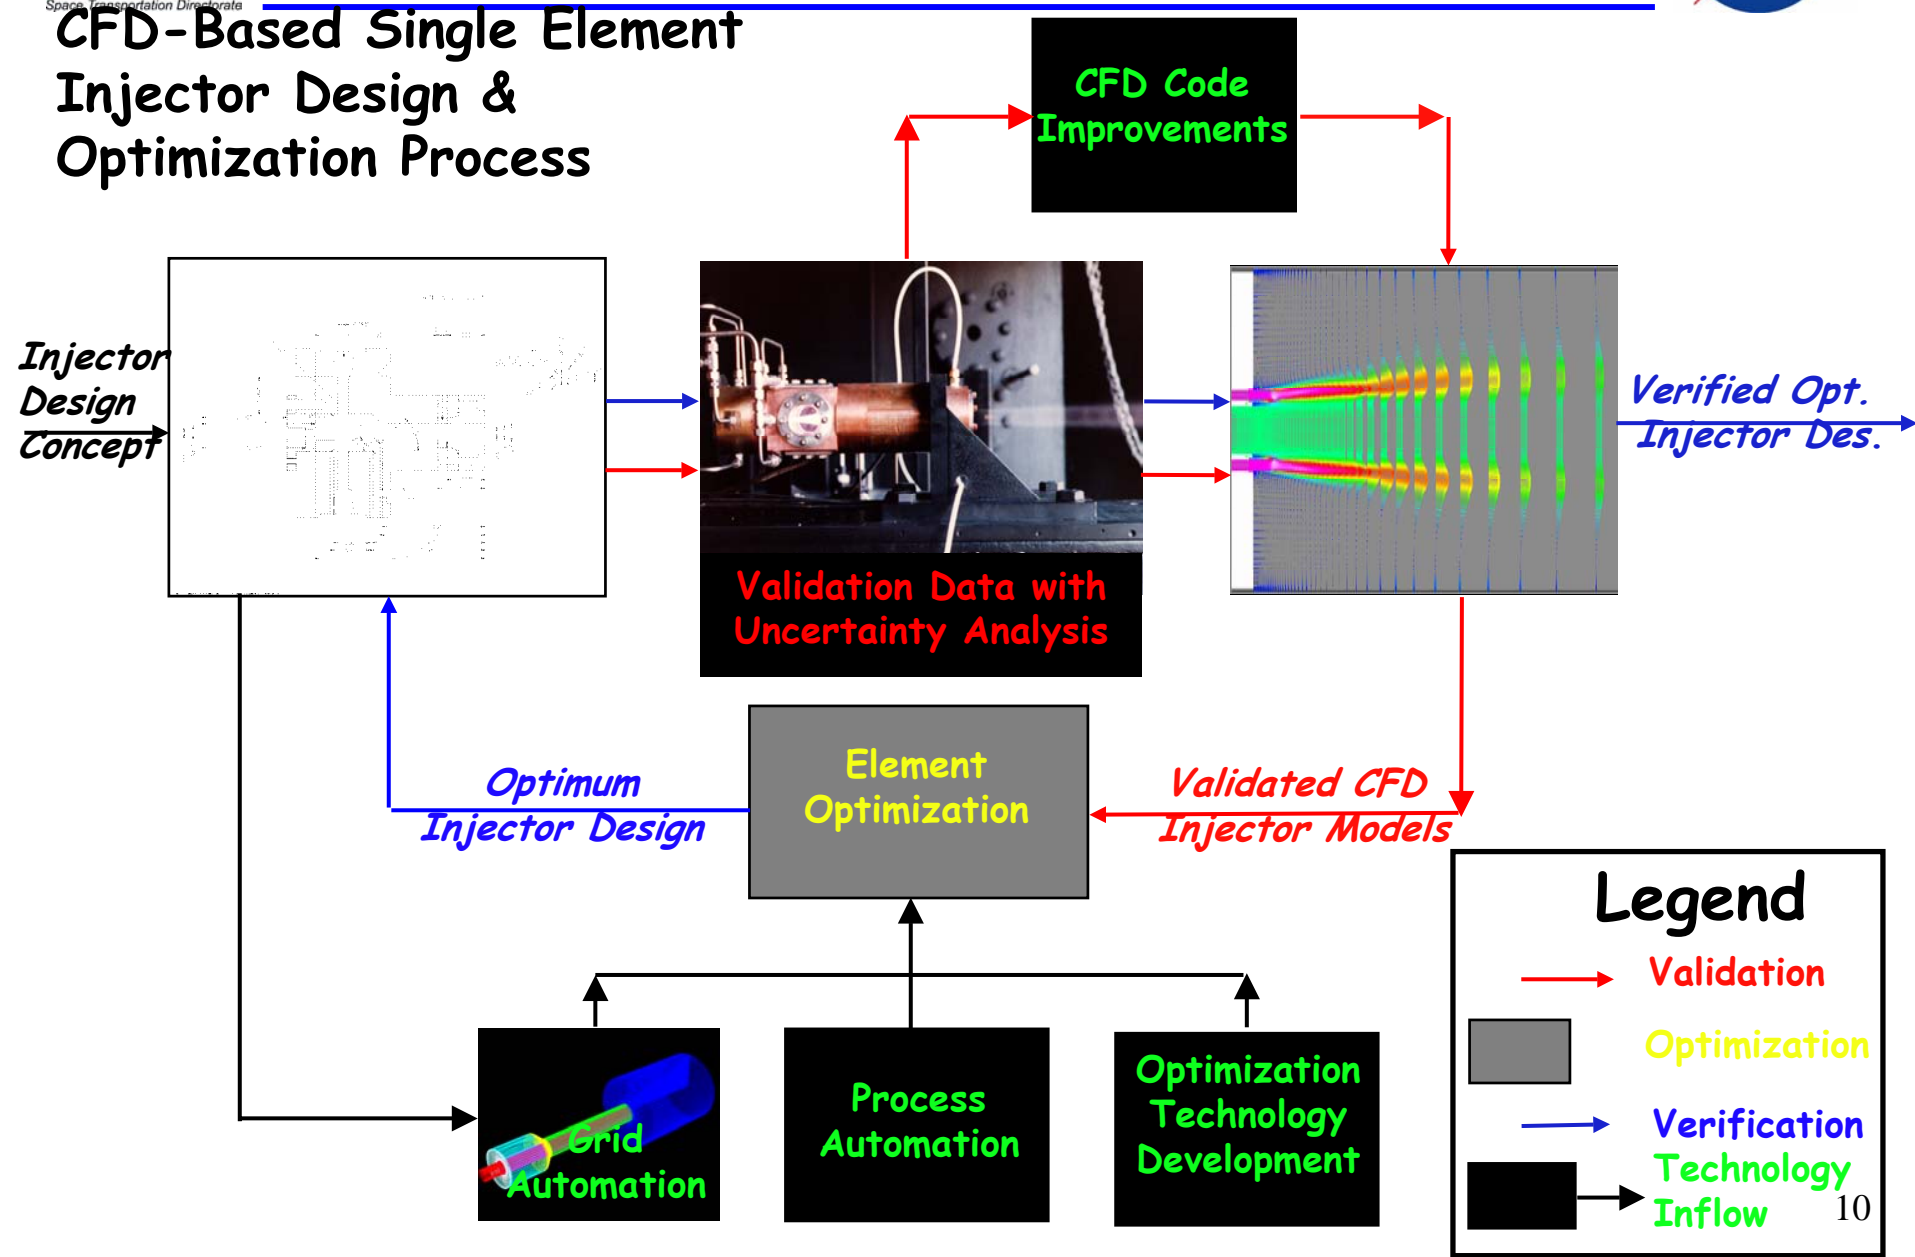 Space Transportation Directorate
CFD-Based Single Element
Injector Design &
Optimization Process
CFD Code
Improvements
Injector
Design
Concept
Verified Opt.
Injector Des.
Validation Data with
Uncertainty Analysis
Element
Optimization
Optimum
Injector Design
Validated CFD
Injector Models
Grid
Automation
Process
Automation
Optimization
Technology
Development
Legend
Validation
Optimization
Verification
Technology
Inflow
10